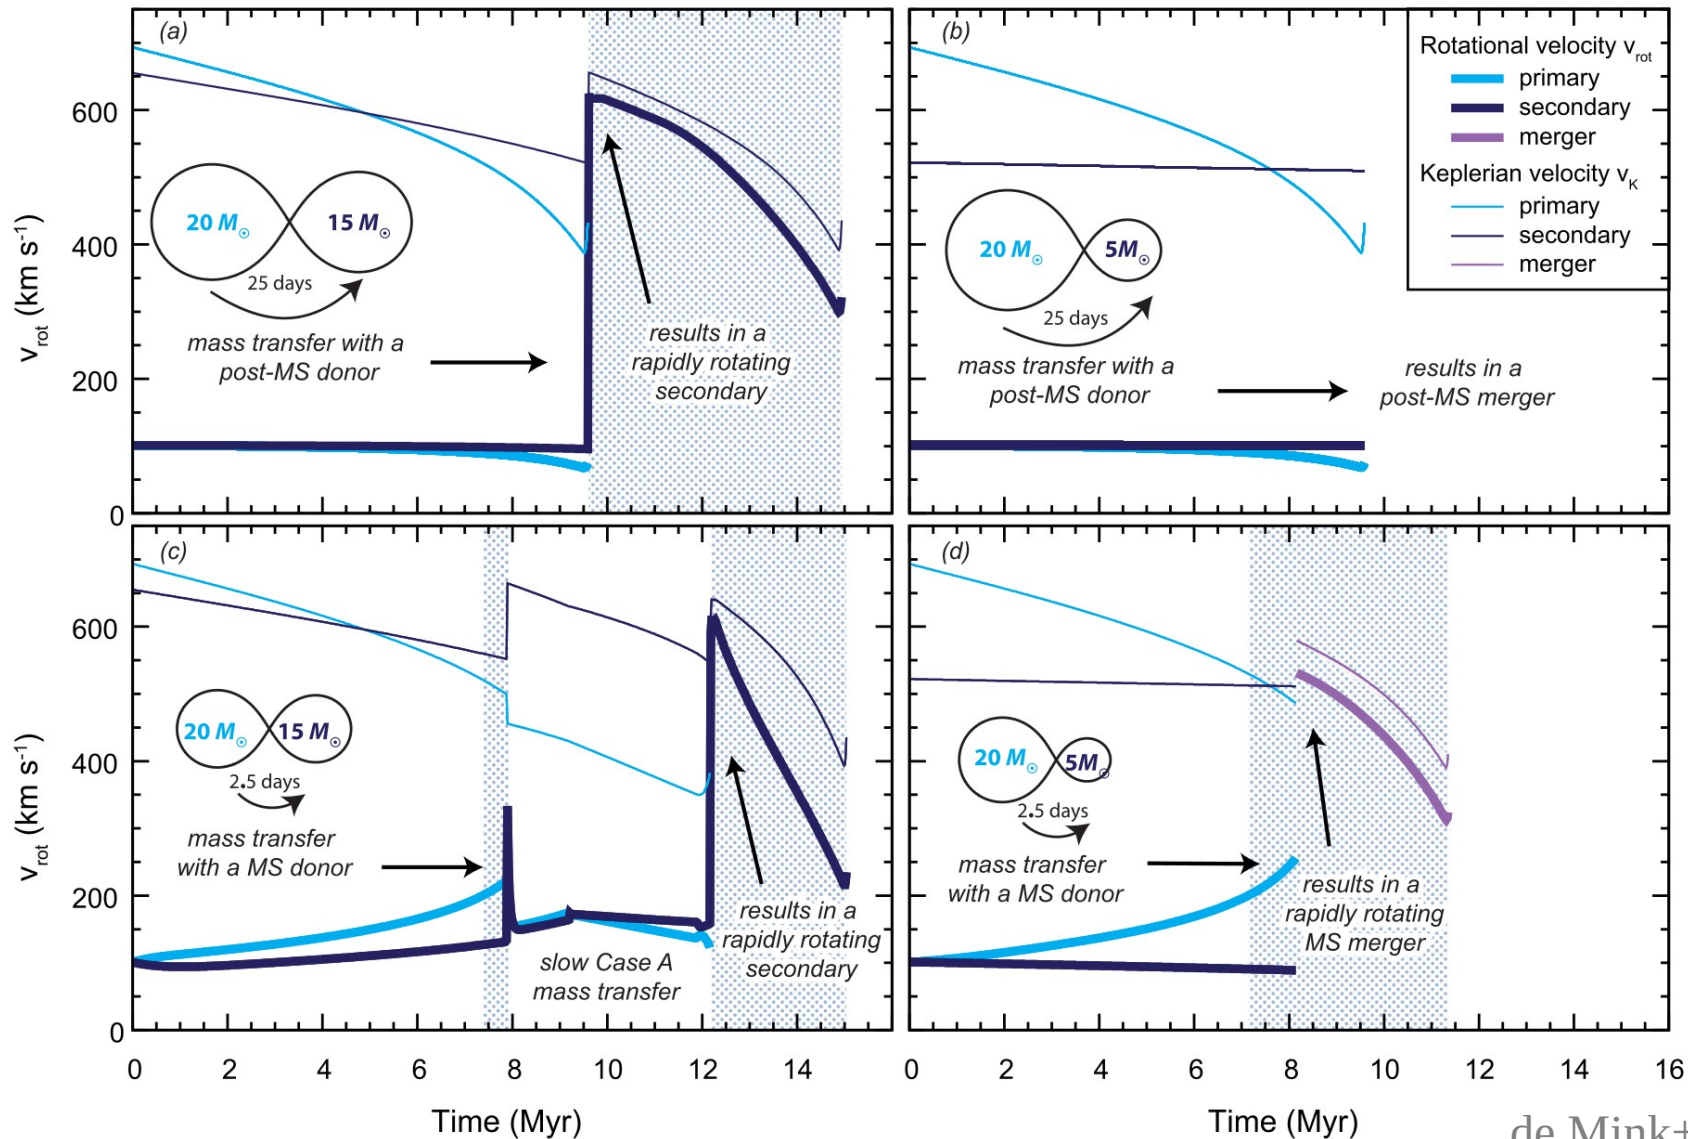 (a)
(b)
Rotational velocity v_rot
primary
secondary
merger
Keplerian velocity v_K
primary
secondary
merger
600
400
200
0
v_rot (km s⁻¹)
20 M☉
15 M☉
25 days
mass transfer with a
post-MS donor
results in a
rapidly rotating
secondary
20 M☉
5M☉
25 days
mass transfer with a
post-MS donor
results in a
post-MS merger
(c)
(d)
600
400
200
0
v_rot (km s⁻¹)
20 M☉
15 M☉
2.5 days
mass transfer
with a MS donor
slow Case A
mass transfer
results in a
rapidly rotating
secondary
20 M☉
5M☉
2.5 days
mass transfer
with a MS donor
results in a
rapidly rotating
MS merger
0 2 4 6 8 10 12 14
0 2 4 6 8 10 12 14 16
Time (Myr)
Time (Myr)
de Mink+